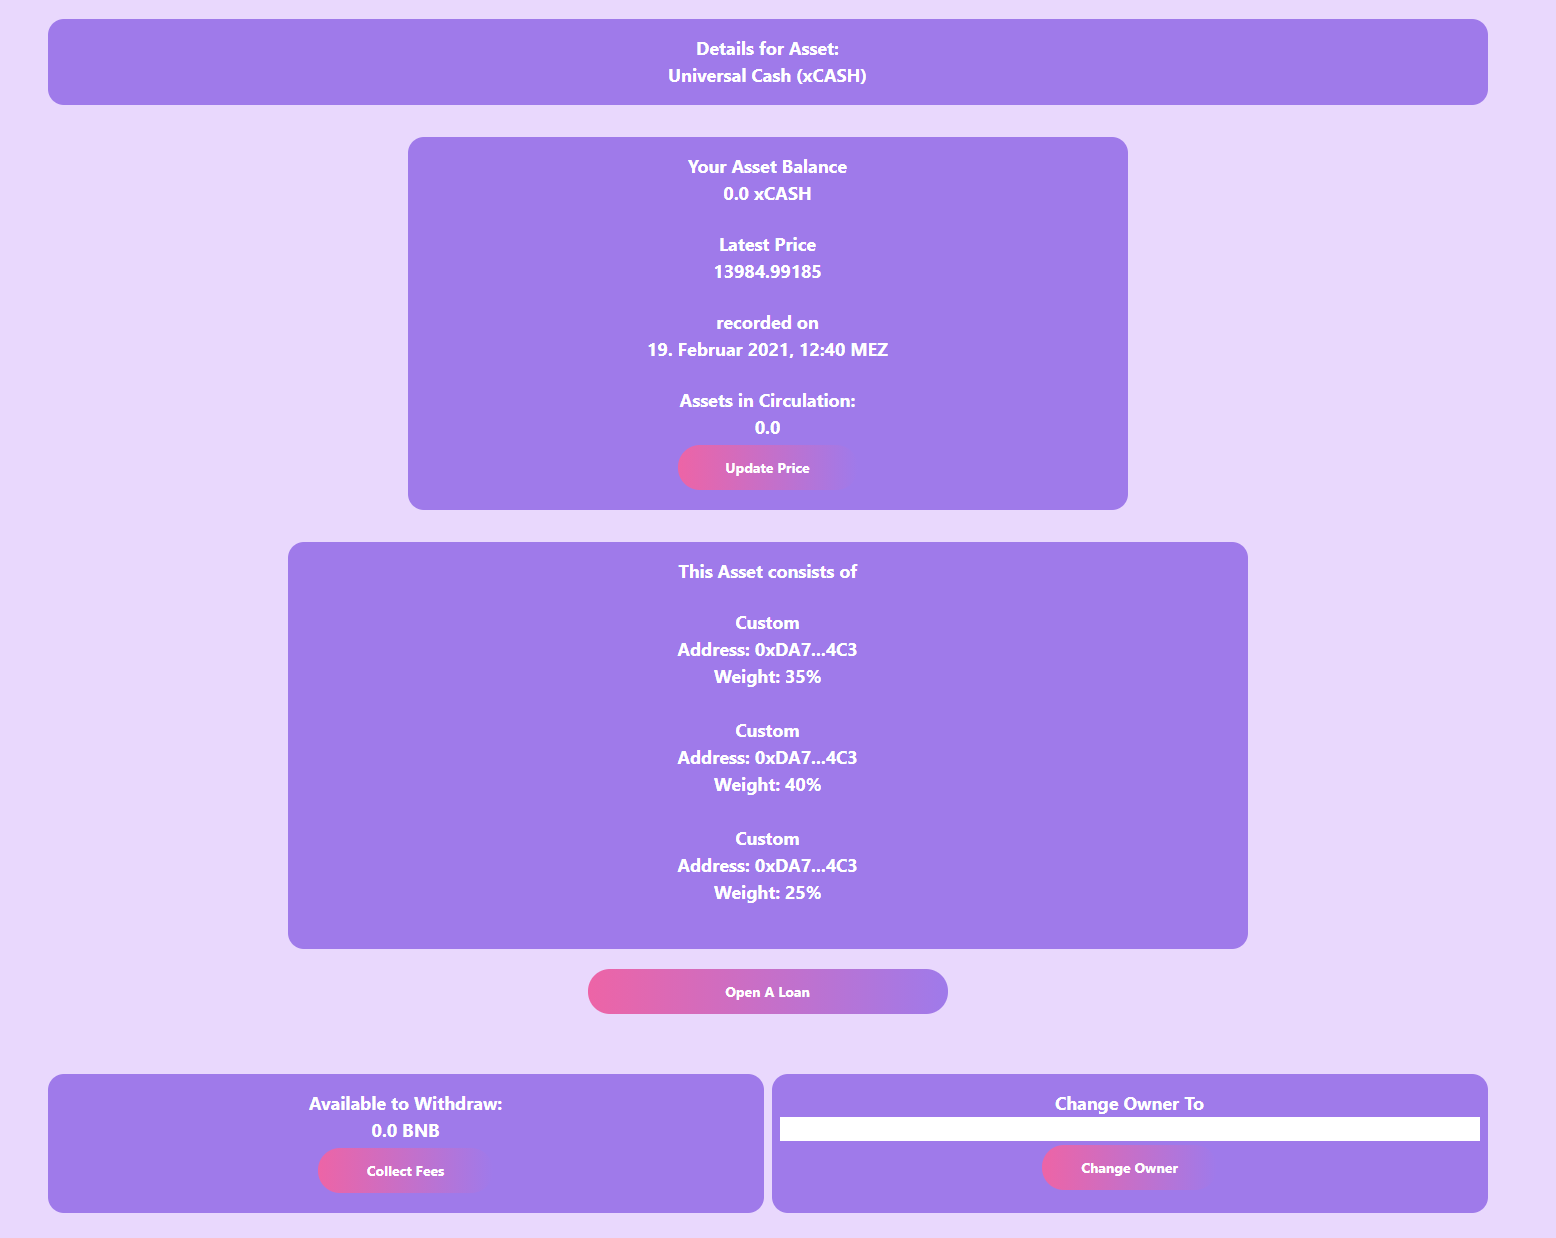 Details for Asset:
Universal Cash (xCASH)
Your Asset Balance
0.0 xCASH
Latest Price
13984.99185
recorded on
19. Februar 2021, 12:40 MEZ
Assets in Circulation:
0.0
Update Price
This Asset consists of
Custom
Address: 0xDA7...4C3
Weight: 35%
Custom
Address: 0xDA7...4C3
Weight: 40%
Custom
Address: 0xDA7...4C3
Weight: 25%
Open A Loan
Available to Withdraw:
0.0 BNB
Collect Fees
Change Owner To
Change Owner